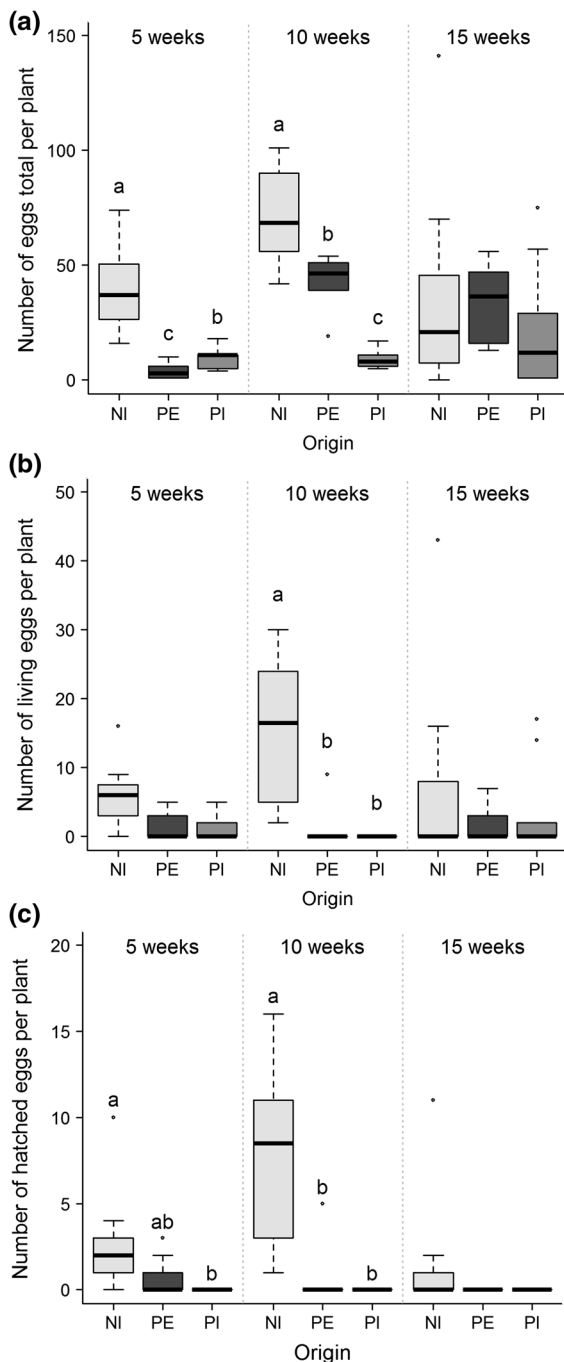 (a)
5 weeks 10 weeks 15 weeks
Number of eggs total per plant
150
100
50
0
a
c
b
a
b
c
NI PE PI NI PE PI NI PE PI
Origin
(b)
5 weeks 10 weeks 15 weeks
Number of living eggs per plant
50
40
30
20
10
0
a
b
b
NI PE PI NI PE PI NI PE PI
Origin
(c)
5 weeks 10 weeks 15 weeks
Number of hatched eggs per plant
20
15
10
5
0
a
ab
b
a
b
b
NI PE PI NI PE PI NI PE PI
Origin